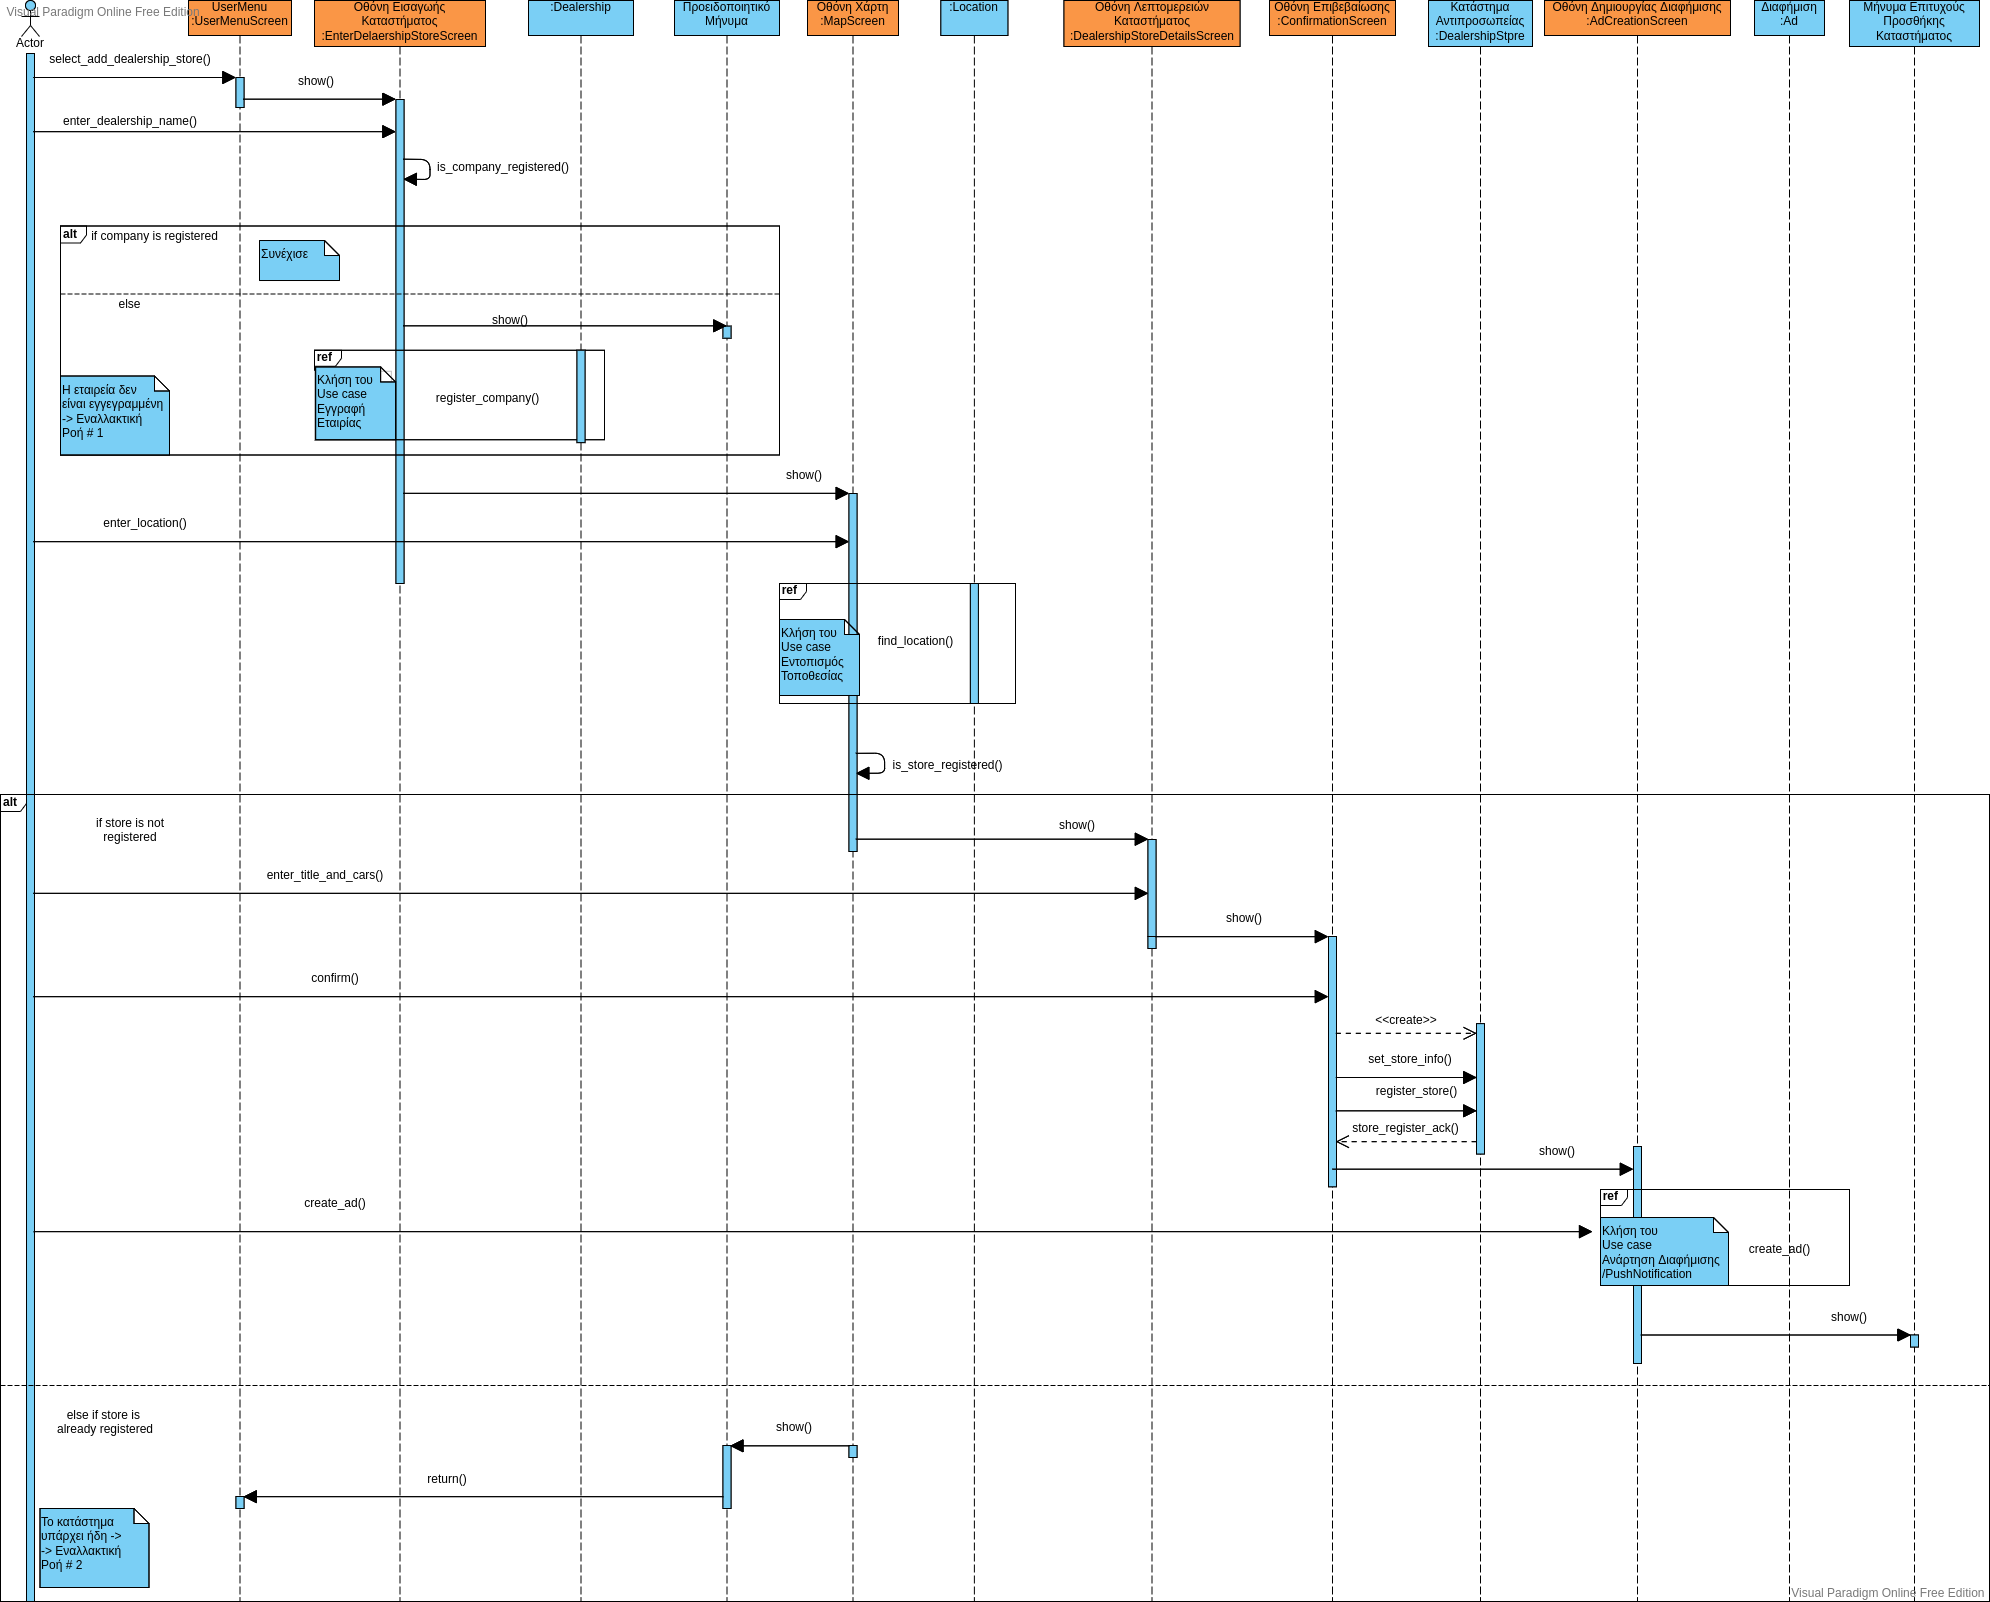 Visual Paradigm Online Free Edition
Actor
UserMenu
:UserMenuScreen
Οθόνη Εισαγωγής
Καταστήματος
:EnterDelaershipStoreScreen
:Dealership
Προειδοποιητικό
Μήνυμα
Οθόνη Χάρτη
:MapScreen
:Location
Οθόνη Λεπτομερειών
Καταστήματος
:DealershipStoreDetailsScreen
Οθόνη Επιβεβαίωσης
:ConfirmationScreen
Κατάστημα
Αντιπροσωπείας
:DealershipStpre
Οθόνη Δημιουργίας Διαφήμισης
:AdCreationScreen
Διαφήμιση
:Ad
Μήνυμα Επιτυχούς
Προσθήκης
Καταστήματος
select_add_dealership_store()
show()
enter_dealership_name()
is_company_registered()
alt
if company is registered
Συνέχισε
else
show()
ref
Κλήση του
Use case
Εγγραφή
Εταιρίας
register_company()
Η εταιρεία δεν
είναι εγγεγραμμένη
-> Εναλλακτική
Ροή # 1
show()
enter_location()
ref
Κλήση του
Use case
Εντοπισμός
Τοποθεσίας
find_location()
is_store_registered()
alt
if store is not
registered
show()
enter_title_and_cars()
show()
confirm()
<<create>>
set_store_info()
register_store()
store_register_ack()
show()
create_ad()
ref
Κλήση του
Use case
Ανάρτηση Διαφήμισης
/PushNotification
create_ad()
show()
else if store is
already registered
show()
return()
Το κατάστημα
υπάρχει ήδη ->
-> Εναλλακτική
Ροή # 2
Visual Paradigm Online Free Edition